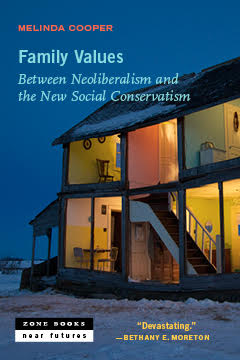 MELINDA COOPER
Family Values
Between Neoliberalism and
the New Social Conservatism
ZONE BOOKS
near futures
“Devastating.”
—BETHANY E. MORETON